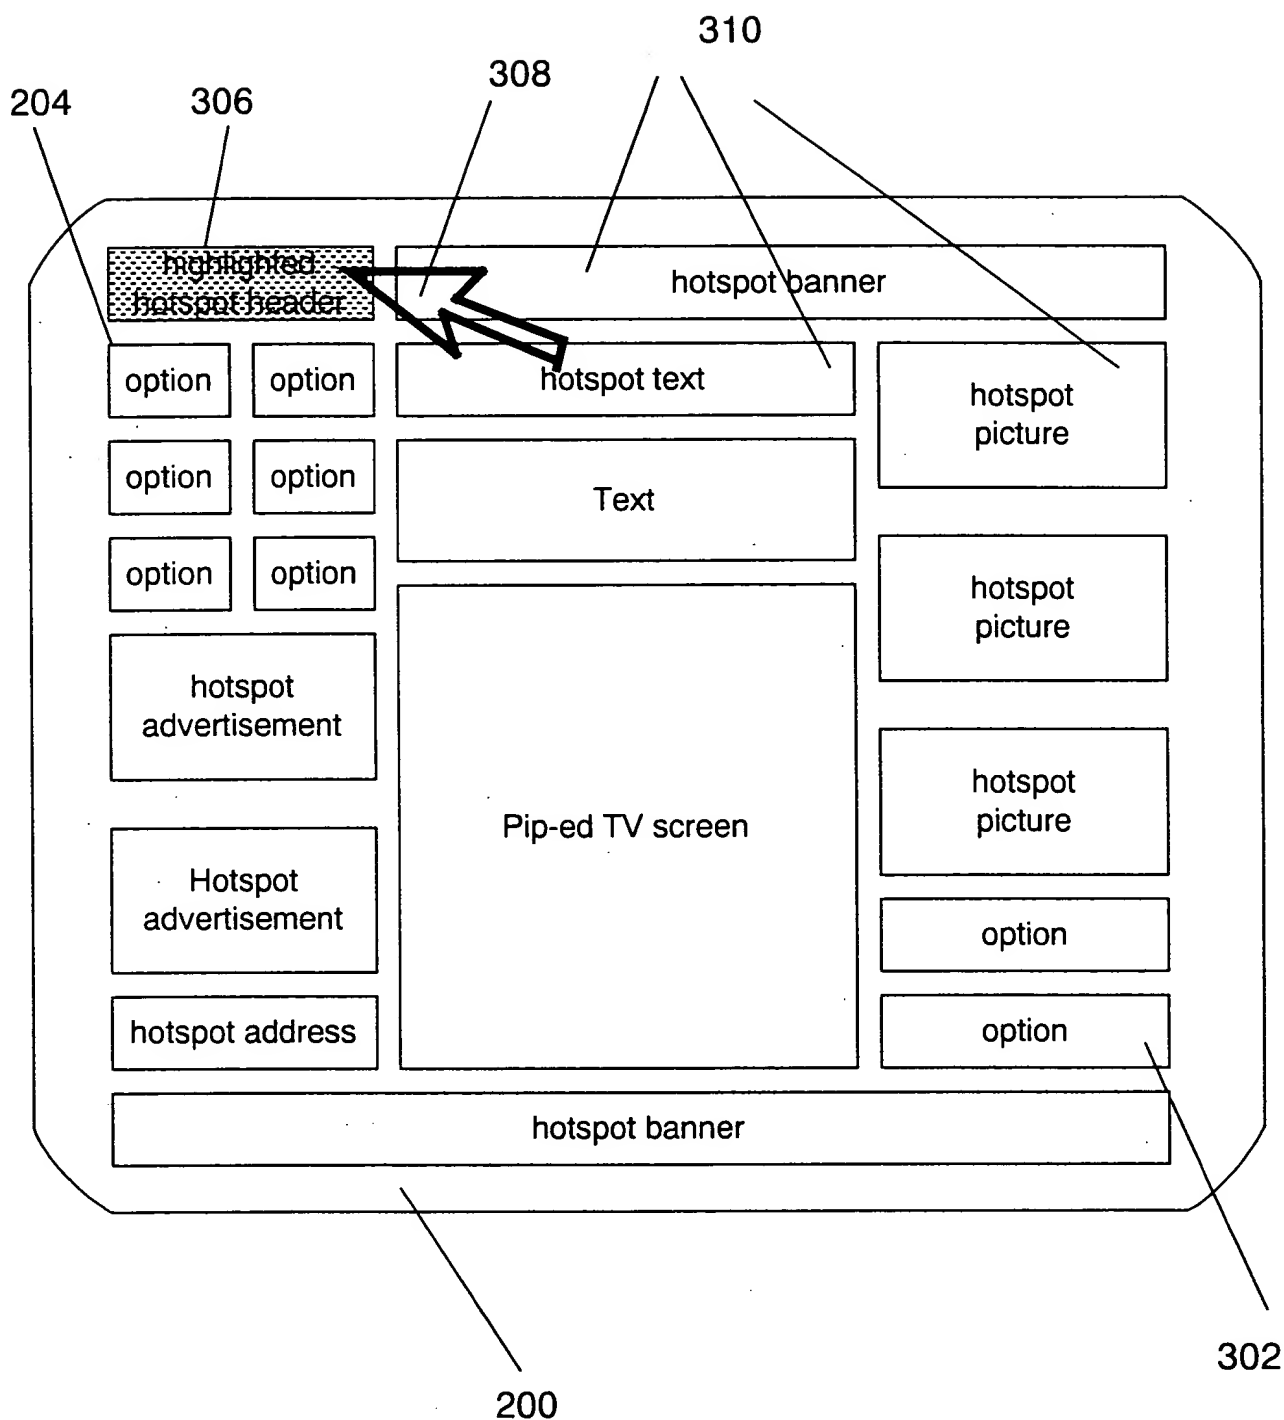 310
308
204
306
highlighted
hotspot header
hotspot banner
option
option
hotspot text
hotspot
picture
option
option
Text
option
option
hotspot
picture
hotspot
advertisement
Pip-ed TV screen
hotspot
picture
Hotspot
advertisement
option
hotspot address
option
hotspot banner
302
200